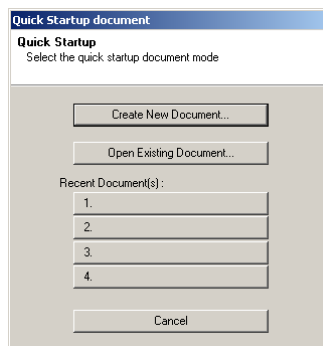 Quick Startup document
Quick Startup
Select the quick startup document mode
Create New Document...
Open Existing Document...
Recent Document(s) :
1.
2.
3.
4.
Cancel